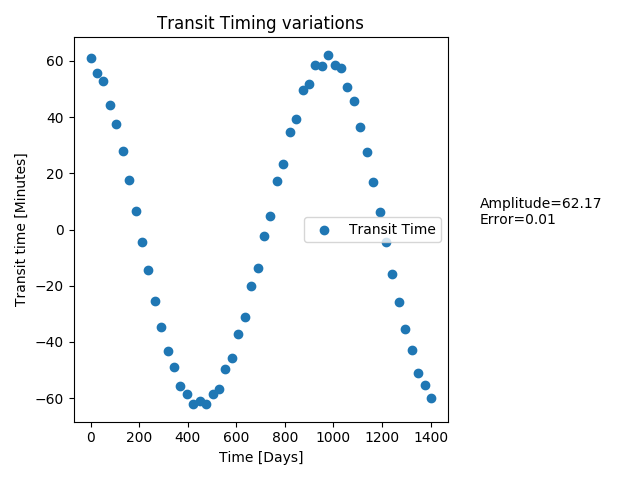 Transit Timing variations
Transit time [Minutes]
60
40
20
0
−20
−40
−60
Transit Time
Amplitude=62.17
Error=0.01
0 200 400 600 800 1000 1200 1400
Time [Days]